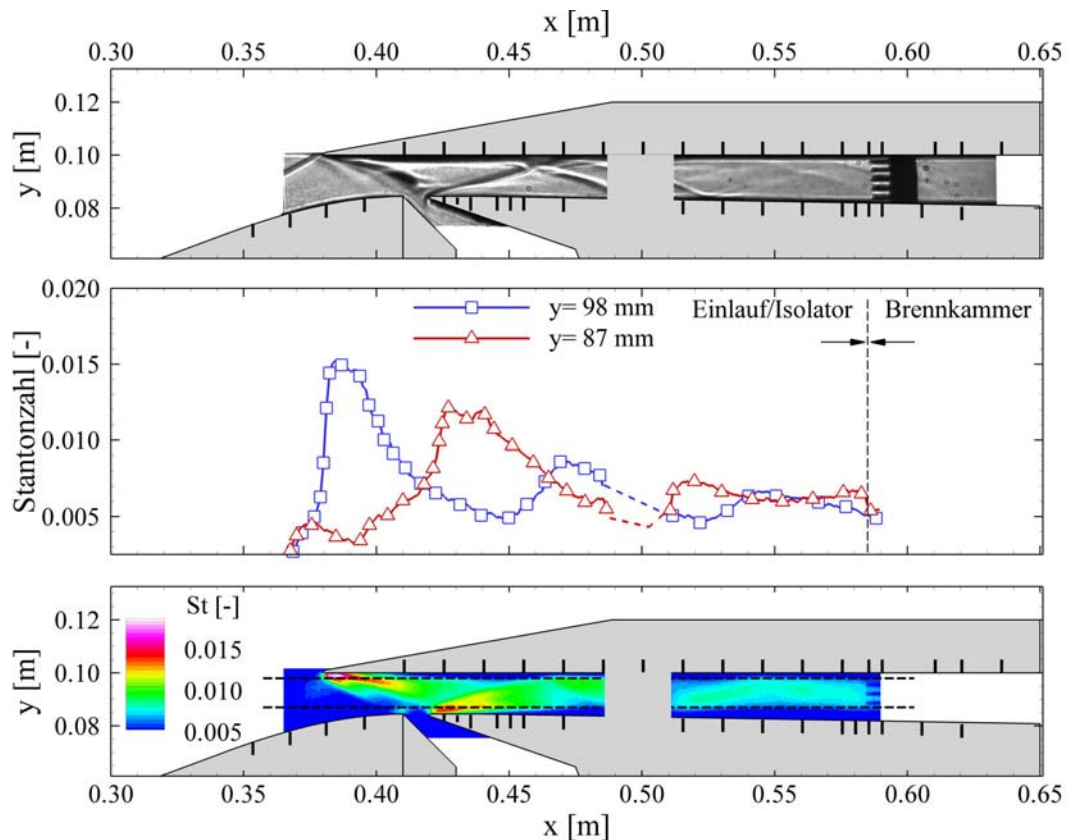 x [m]
0.30 0.35 0.40 0.45 0.50 0.55 0.60 0.65
y [m]
0.12
0.10
0.08
Stantonzahl [-]
0.020
0.015
0.010
0.005
y= 98 mm
y= 87 mm
Einlauf/Isolator
Brennkammer
y [m]
0.12
0.10
0.08
St [-]
0.015
0.010
0.005
0.30 0.35 0.40 0.45 0.50 0.55 0.60 0.65
x [m]